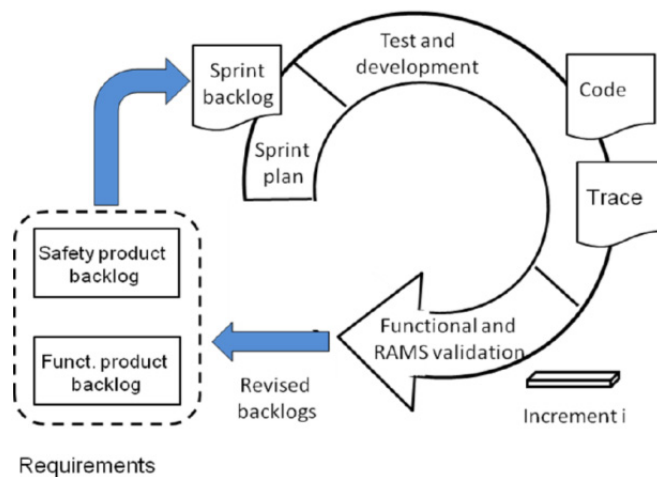 Test and
development
Sprint
backlog
Code
Sprint
plan
Trace
Safety product
backlog
Functional and
RAMS validation
Funct. product
backlog
Revised
backlogs
Increment i
Requirements